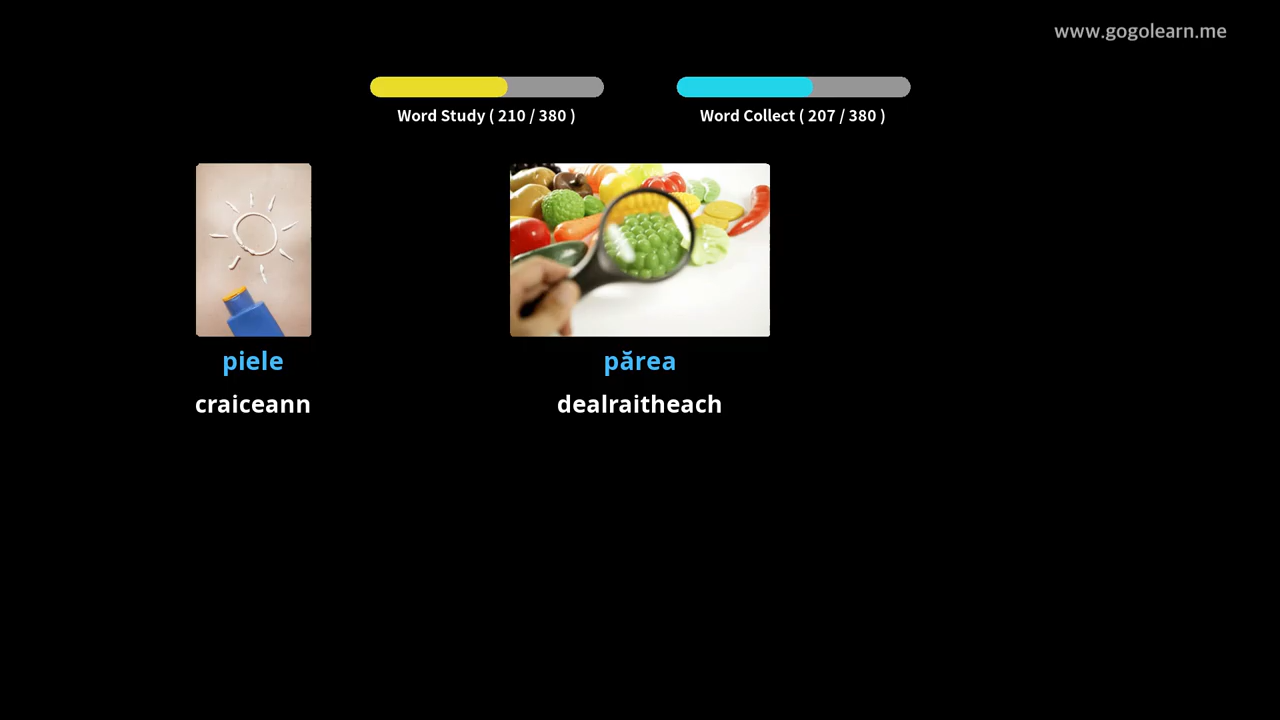 www.gogolearn.me
Word Study ( 210 / 380 )
Word Collect ( 207 / 380 )
piele
părea
craiceann
dealraitheach